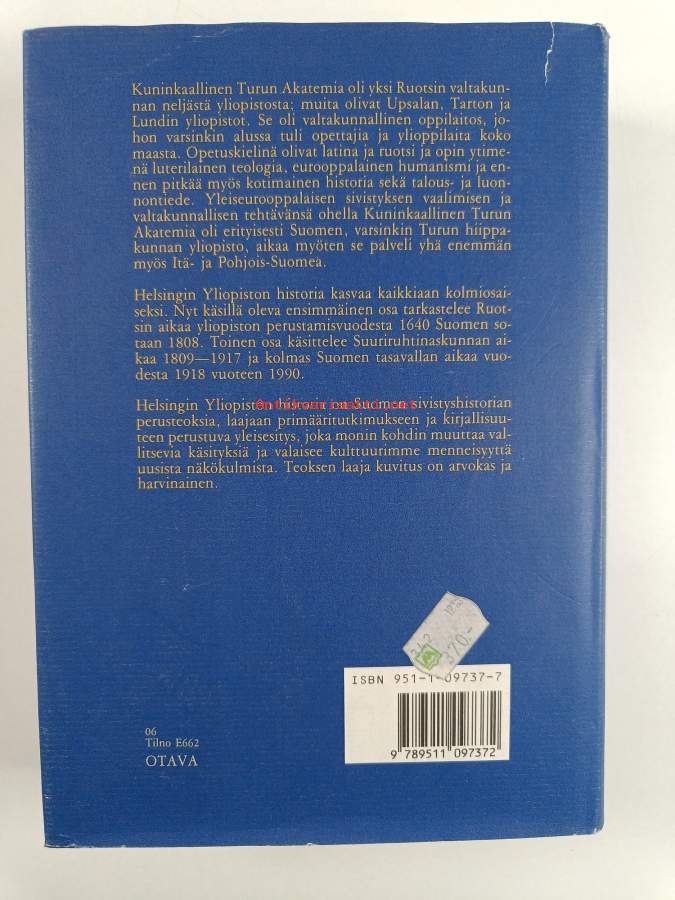 Kuninkaallinen Turun Akatemia oli yksi Ruotsin valtakun-
nan neljästä yliopistosta; muita olivat Upsalan, Tarton ja
Lundin yliopistot. Se oli valtakunnallinen oppilaitos, jo-
hon varsinkin alussa tuli opettajia ja ylioppilaita koko
maasta. Opetuskielinä olivat latina ja ruotsi ja opin ytime-
nä luterilainen teologia, eurooppalainen humanismi ja en-
nen pitkää myös kotimainen historia sekä talous- ja luon-
nontiede. Yleiseurooppalaisen sivistyksen vaalimisen ja
valtakunnallisen tehtävänsä ohella Kuninkaallinen Turun
Akatemia oli erityisesti Suomen, varsinkin Turun hiippa-
kunnan yliopisto, aikaa myöten se palveli yhä enemmän
myös Itä- ja Pohjois-Suomea.
Helsingin Yliopiston historia kasvaa kaikkiaan kolmiosai-
seksi. Nyt käsillä oleva ensimmäinen osa tarkastelee Ruot-
sin aikaa yliopiston perustamisvuodesta 1640 Suomen so-
taan 1808. Toinen osa käsittelee Suuriruhtinaskunnan ai-
kaa 1809—1917 ja kolmas Suomen tasavallan aikaa vuo-
desta 1918 vuoteen 1990.
Helsingin Yliopiston historia on Suomen sivistyshistorian
perusteoksia, laajaan primääritutkimukseen ja kirjallisuu-
teen perustuva yleisesitys, joka monin kohdin muuttaa val-
litsevia käsityksiä ja valaisee kulttuurimme menneisyyttä
uusista näkökulmista. Teoksen laaja kuvitus on arvokas ja
harvinainen.
370,-
ISBN 951-1-09737-7
9 789511 097372
06
Tilno E662
OTAVA